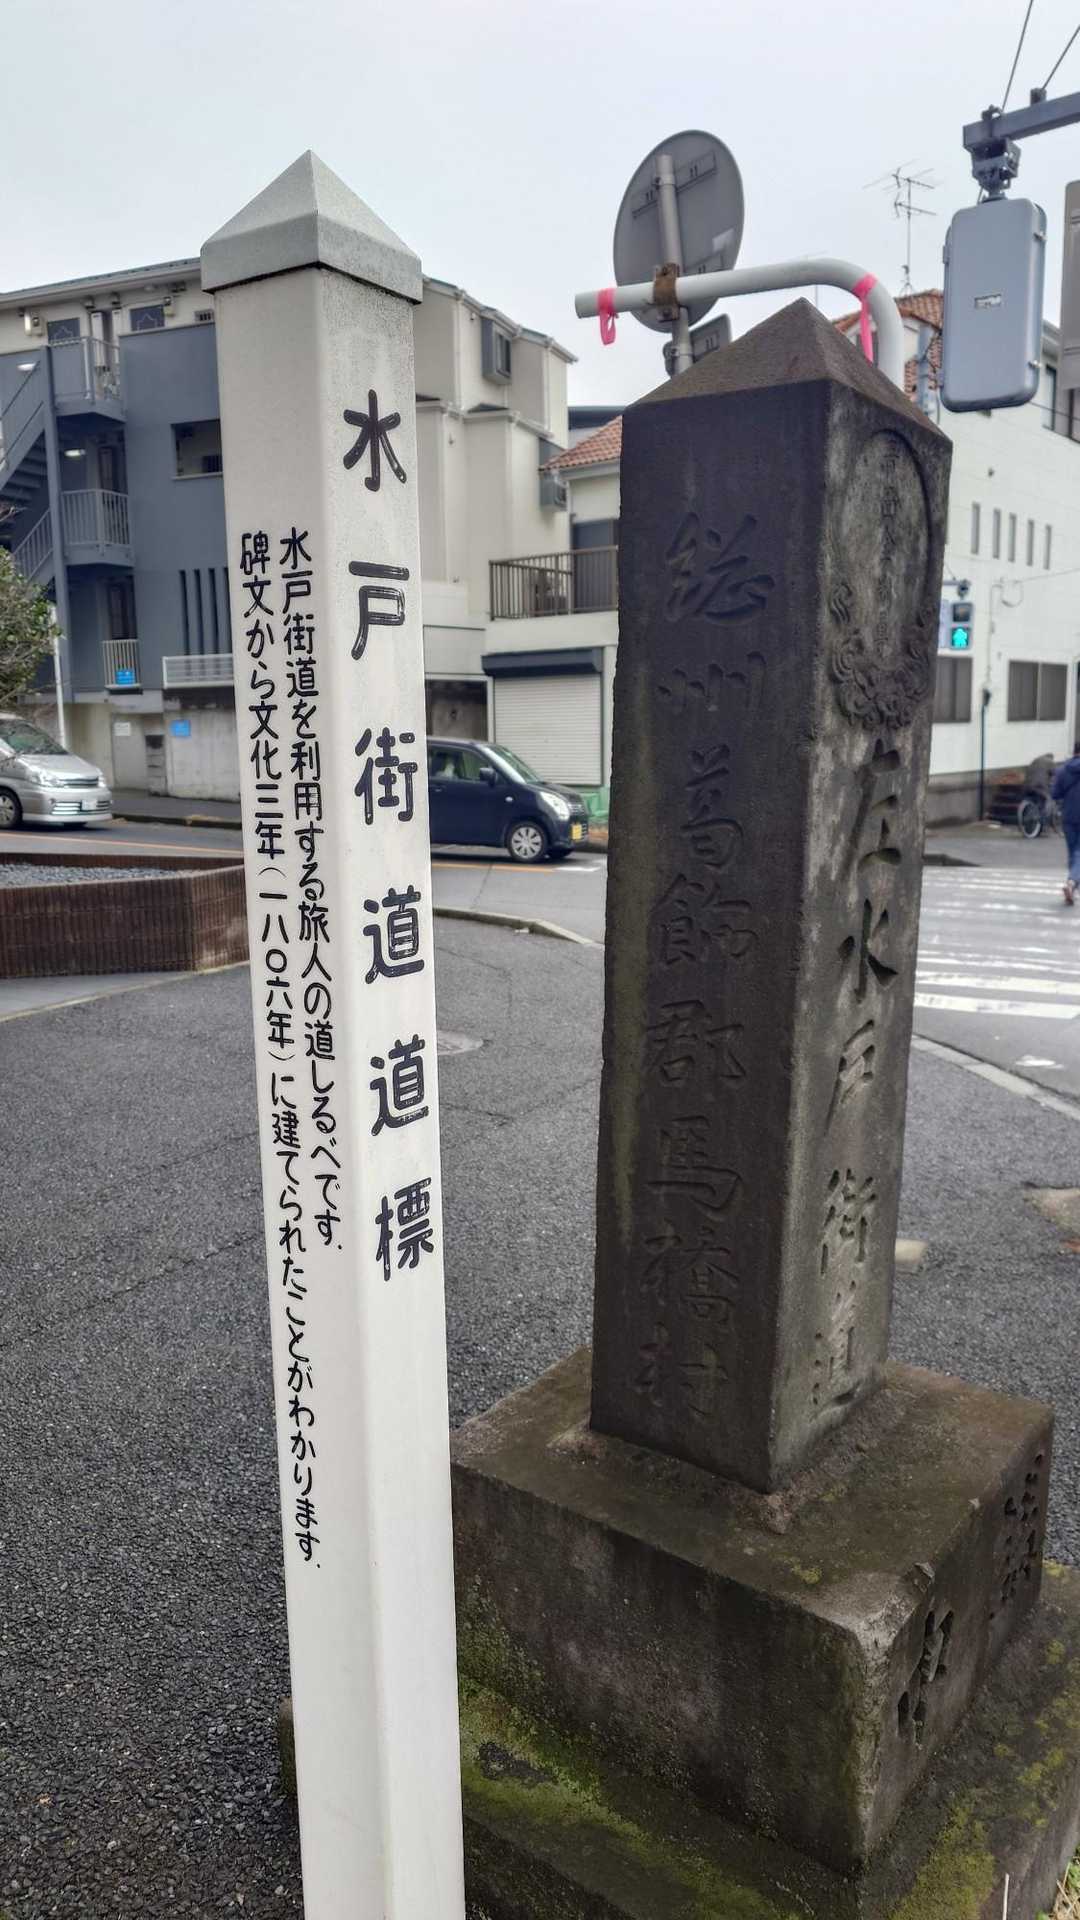 水戸街道道標
水戸街道を利用する旅人の道しるべです.
碑文から文化三年(一八〇六年)に建てられたことがわかります.
左水戸街道
総州葛飾郡馬橋村